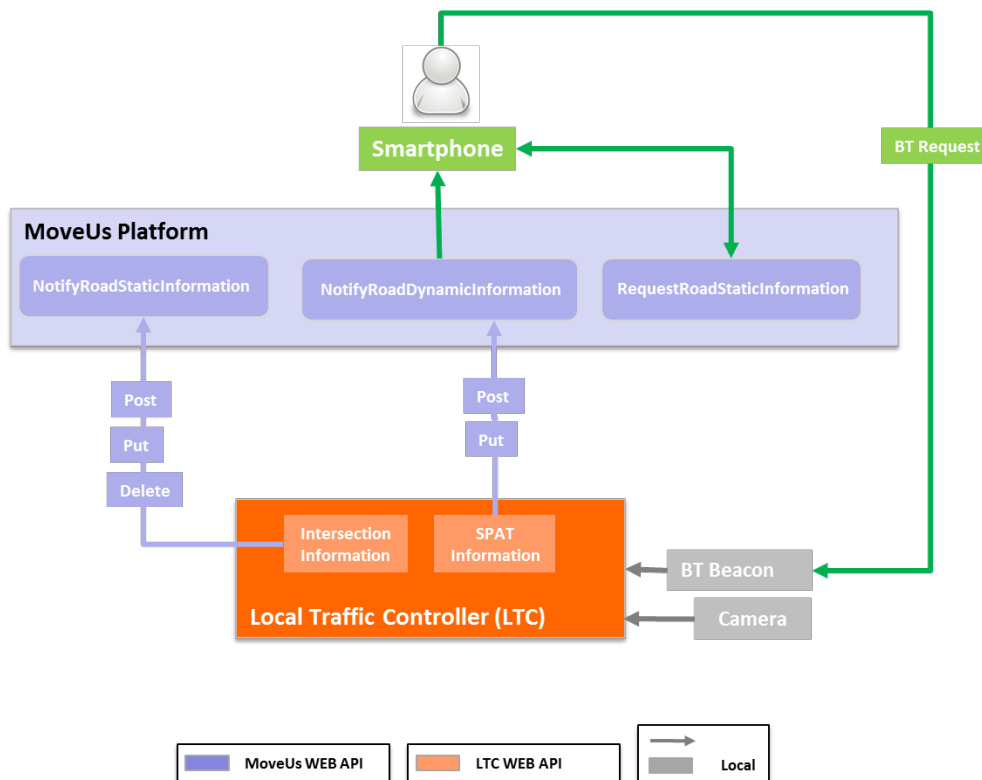 Smartphone
BT Request
MoveUs Platform
NotifyRoadStaticInformation
NotifyRoadDynamicInformation
RequestRoadStaticInformation
Post
Put
Delete
Post
Put
Intersection
Information
SPAT
Information
Local Traffic Controller (LTC)
BT Beacon
Camera
MoveUs WEB API
LTC WEB API
Local